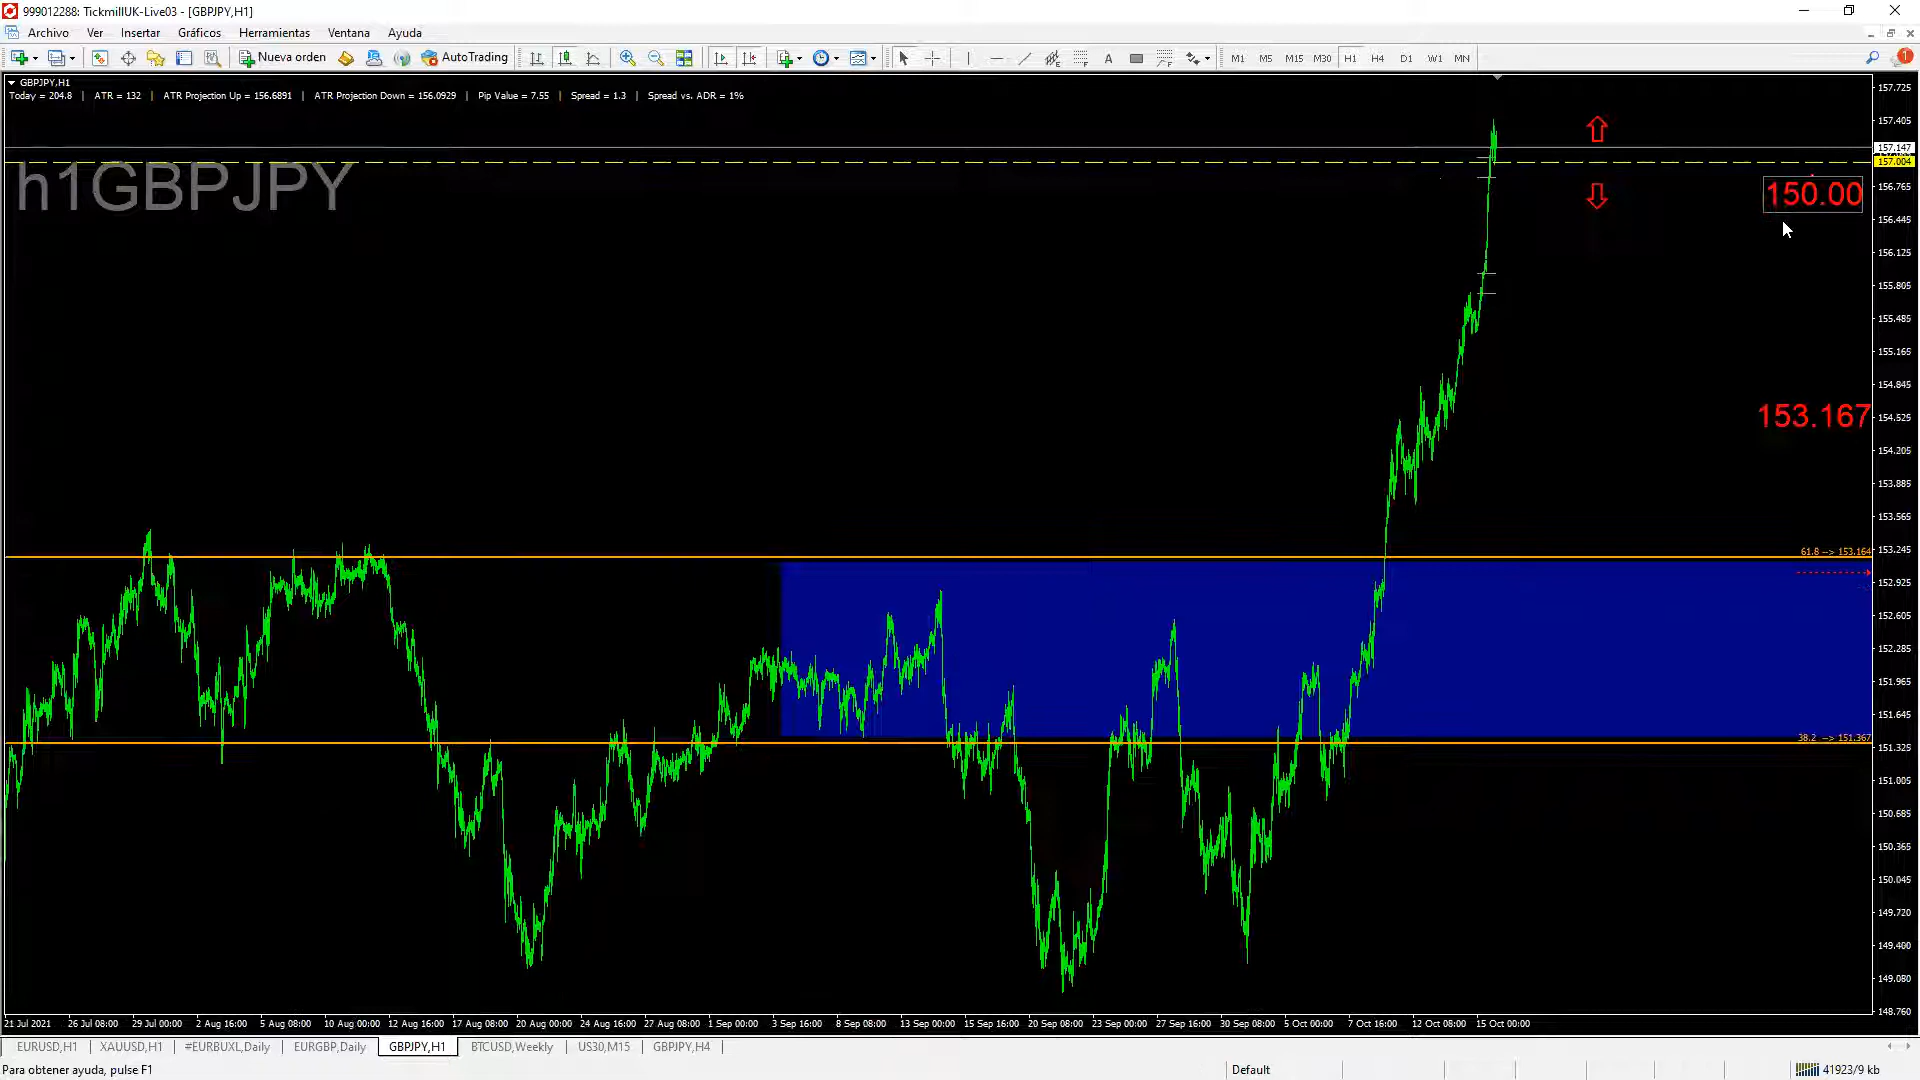 999012288: TickmillUK-Live03 - [GBPJPY,H1]
Archivo Ver Insertar Gráficos Herramientas Ventana Ayuda
Nueva orden AutoTrading A M1 M5 M15 M30 H1 H4 D1 W1 MN 1
GBPJPY,H1
Today = 204.8 | ATR = 132 | ATR Projection Up = 156.6891 | ATR Projection Down = 156.0929 | Pip Value = 7.55 | Spread = 1.3 | Spread vs. ADR = 1%
h1GBPJPY
150.00
153.167
61.8 --> 153.164
38.2 --> 151.367
157.725
157.405
157.147
157.004
156.765
156.445
156.125
155.805
155.485
155.165
154.845
154.525
154.205
153.885
153.565
153.245
152.925
152.605
152.285
151.965
151.645
151.325
151.005
150.685
150.365
150.045
149.720
149.400
149.080
148.760
21 Jul 2021 26 Jul 08:00 29 Jul 00:00 2 Aug 16:00 5 Aug 08:00 10 Aug 00:00 12 Aug 16:00 17 Aug 08:00 20 Aug 00:00 24 Aug 16:00 27 Aug 08:00 1 Sep 00:00 3 Sep 16:00 8 Sep 08:00 13 Sep 00:00 15 Sep 16:00 20 Sep 08:00 23 Sep 00:00 27 Sep 16:00 30 Sep 08:00 5 Oct 00:00 7 Oct 16:00 12 Oct 08:00 15 Oct 00:00
EURUSD,H1 XAUUSD,H1 #EURBUXL,Daily EURGBP,Daily GBPJPY,H1 BTCUSD,Weekly US30,M15 GBPJPY,H4
Para obtener ayuda, pulse F1 Default 41923/9 kb